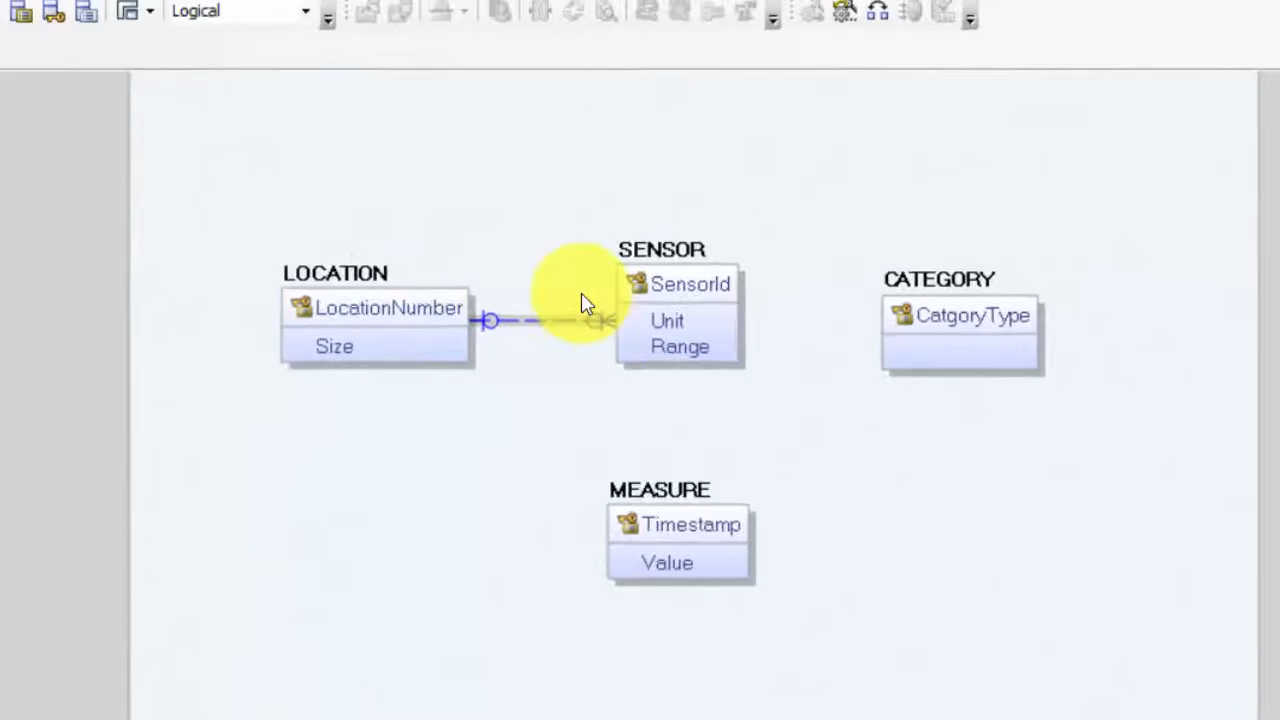 Logical
SENSOR
SensorId
Unit
Range
LOCATION
LocationNumber
Size
CATEGORY
CatgoryType
MEASURE
Timestamp
Value